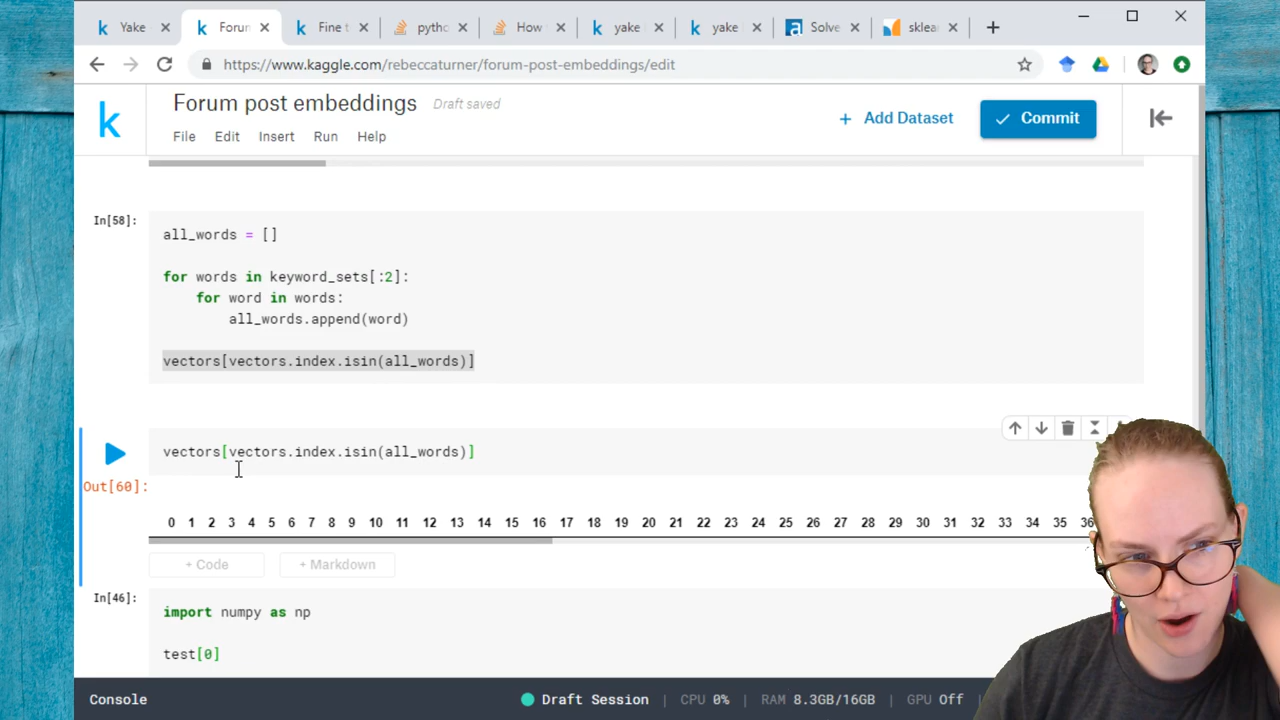 Yake
Forun
Fine t
pytho
How
yake
yake
Solve
sklea
https://www.kaggle.com/rebeccaturner/forum-post-embeddings/edit
k
Forum post embeddings Draft saved
File Edit Insert Run Help
+ Add Dataset
Commit
In[58]:
all_words = []
for words in keyword_sets[:2]:
for word in words:
all_words.append(word)
vectors[vectors.index.isin(all_words)]
vectors[vectors.index.isin(all_words)]
Out[60]:
0 1 2 3 4 5 6 7 8 9 10 11 12 13 14 15 16 17 18 19 20 21 22 23 24 25 26 27 28 29 30 31 32 33 34 35 36
+ Code + Markdown
In[46]:
import numpy as np
test[0]
Console
Draft Session | CPU 0% | RAM 8.3GB/16GB | GPU Off